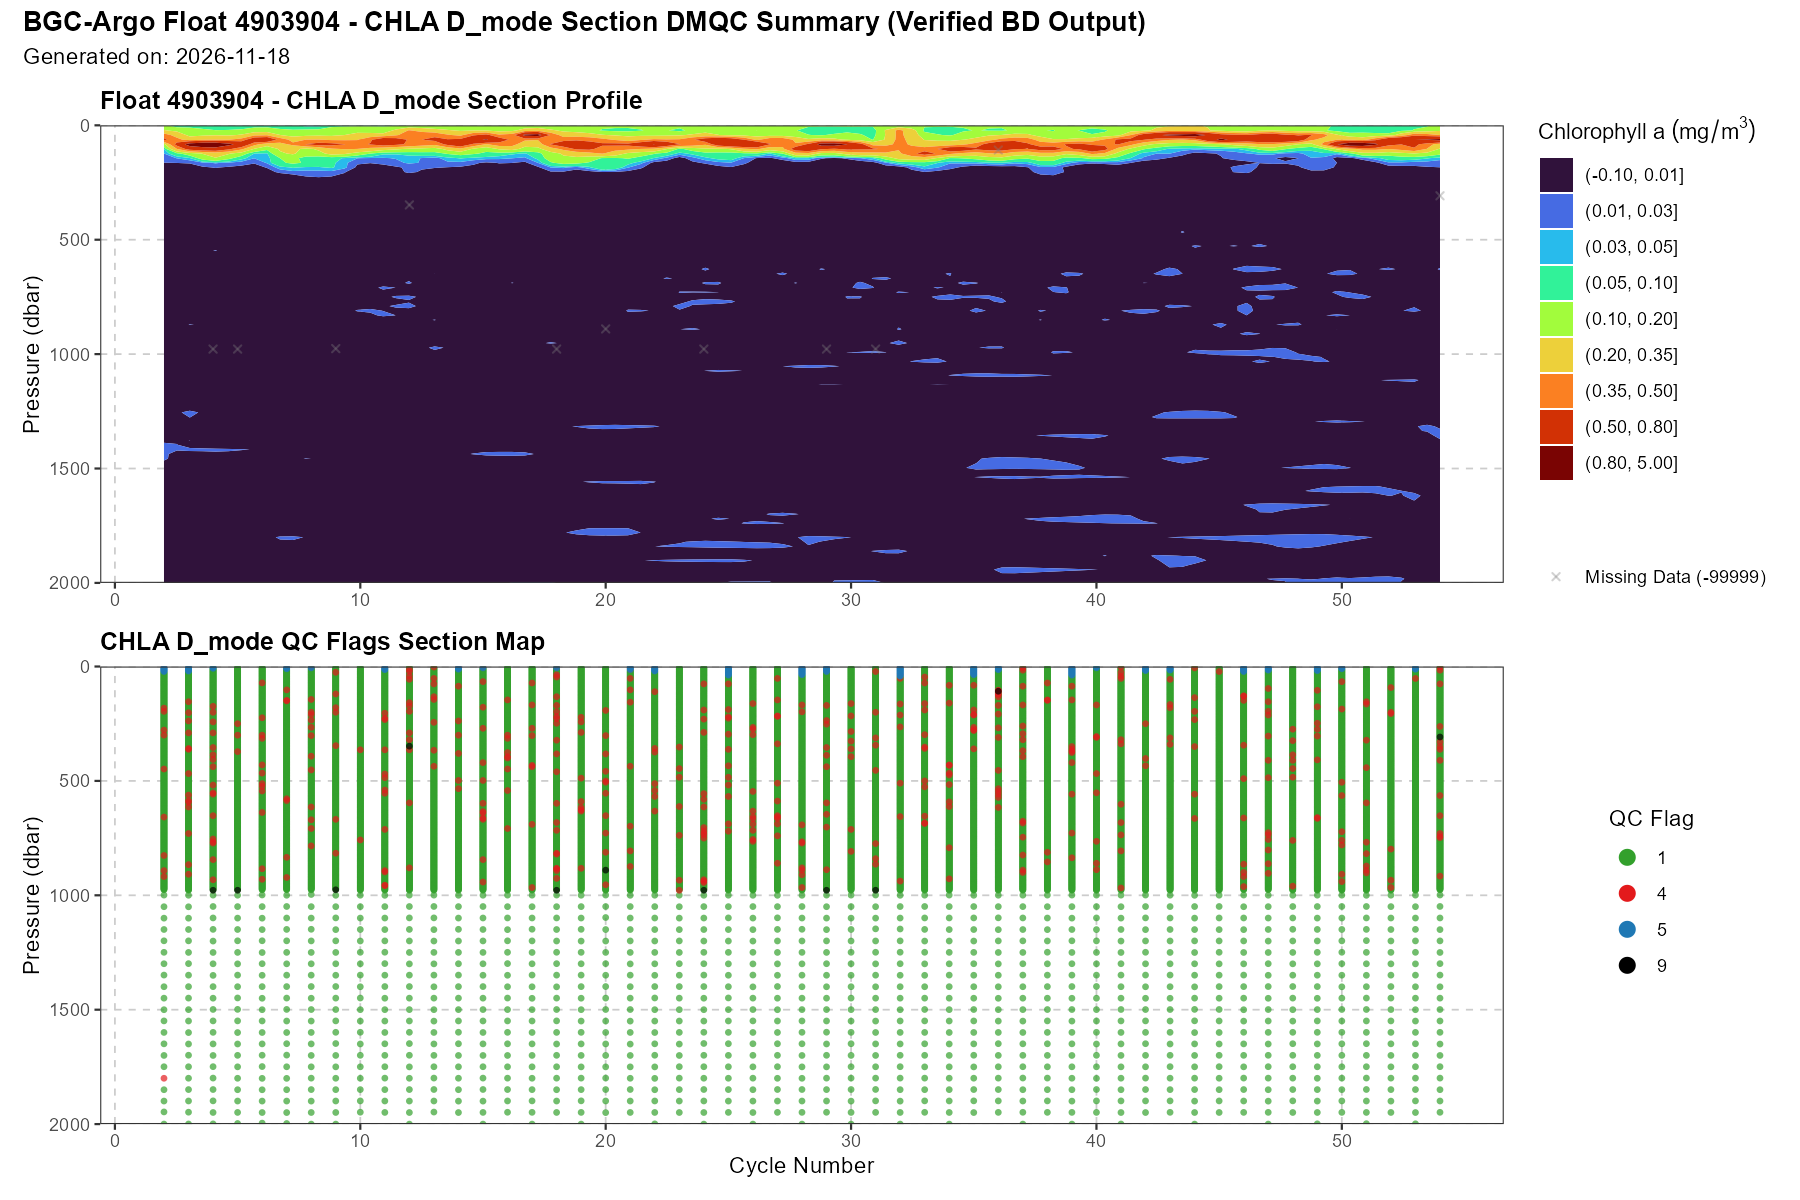 BGC-Argo Float 4903904 - CHLA D_mode Section DMQC Summary (Verified BD Output)
Generated on: 2026-11-18
Float 4903904 - CHLA D_mode Section Profile
Pressure (dbar)
0
500
1000
1500
2000
0 10 20 30 40 50
Chlorophyll a (mg/m³)
(-0.10, 0.01]
(0.01, 0.03]
(0.03, 0.05]
(0.05, 0.10]
(0.10, 0.20]
(0.20, 0.35]
(0.35, 0.50]
(0.50, 0.80]
(0.80, 5.00]
Missing Data (-99999)
CHLA D_mode QC Flags Section Map
Pressure (dbar)
0
500
1000
1500
2000
0 10 20 30 40 50
Cycle Number
QC Flag
1
4
5
9